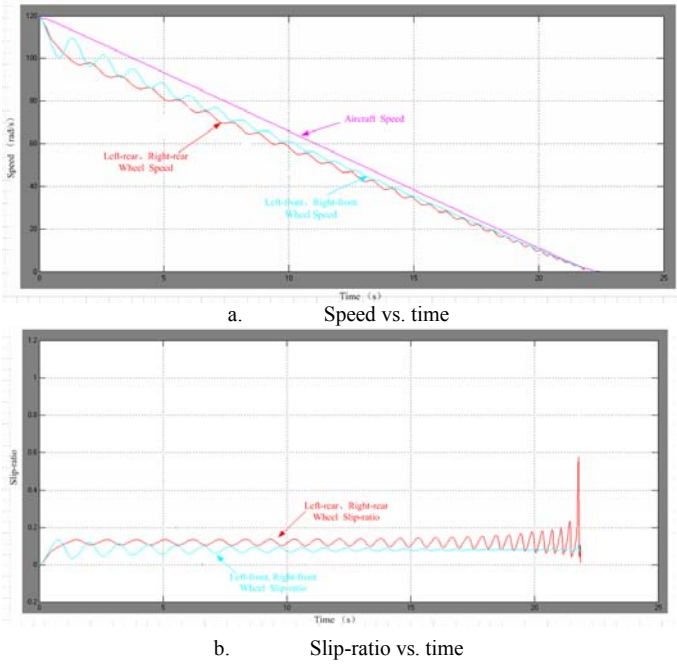 120
100
80
60
40
20
0
Speed (rad/s)
Aircraft Speed
Left-rear、Right-rear
Wheel Speed
Left-front、Right-front
Wheel Speed
0
5
10
15
20
25
Time (s)
a. Speed vs. time
1.2
1
0.8
0.6
0.4
0.2
0
0.2
Slip-ratio
Left-rear、Right-rear
Wheel Slip-ratio
Left-front, Right-front
Wheel Slip-ratio
0
5
10
15
20
25
Time (s)
b. Slip-ratio vs. time